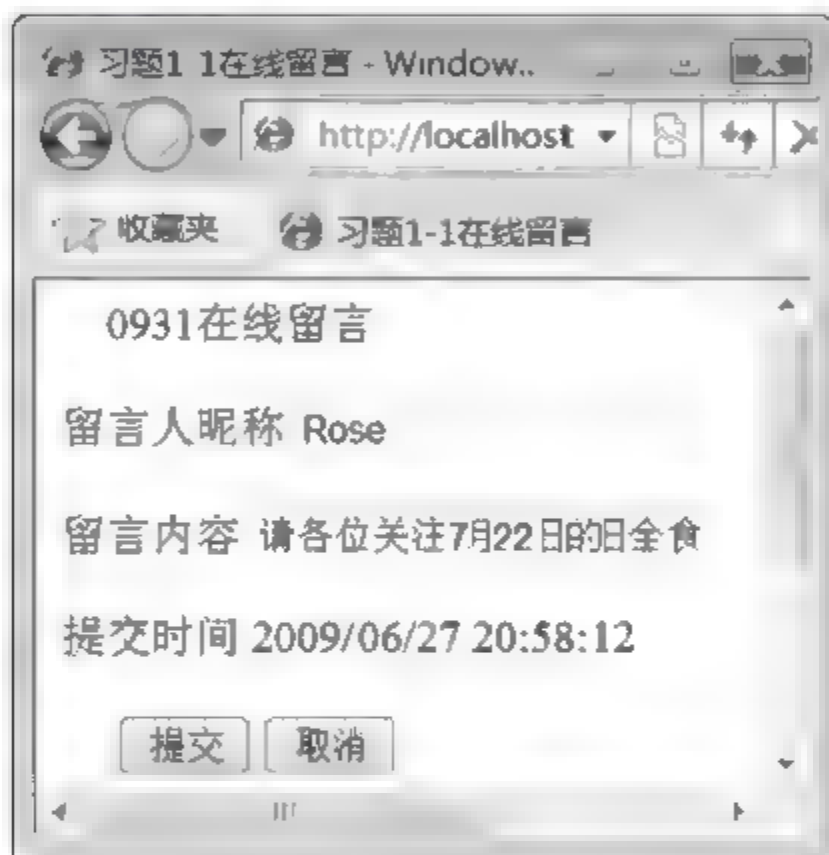 习题1 1在线留言 - Window..
http://localhost
收藏夹 习题1-1在线留言
0931在线留言
留言人昵称 Rose
留言内容 请各位关注7月22日的日全食
提交时间 2009/06/27 20:58:12
提交 取消